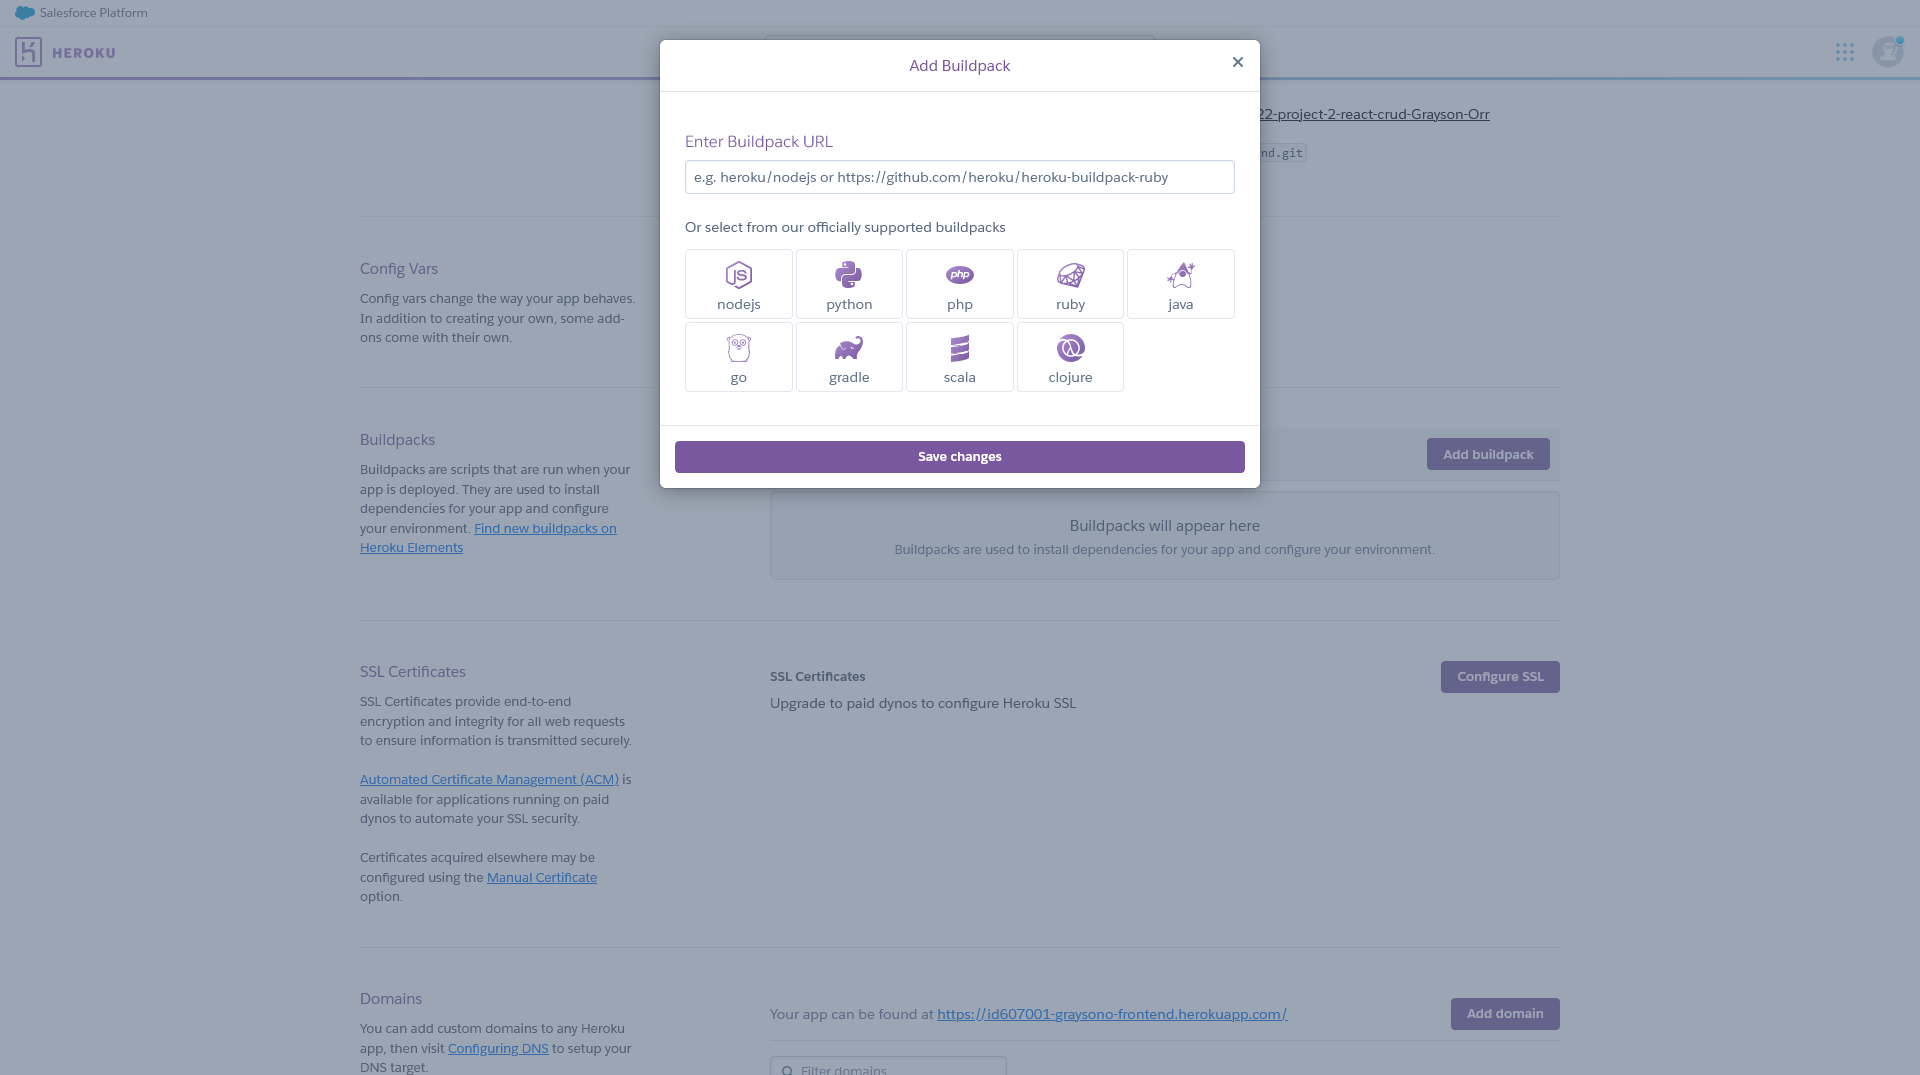 Salesforce Platform
HEROKU
Add Buildpack
22-project-2-react-crud-Grayson-Orr
nd.git
Enter Buildpack URL
e.g. heroku/nodejs or https://github.com/heroku/heroku-buildpack-ruby
Or select from our officially supported buildpacks
JS
php
nodejs
python
php
ruby
java
go
gradle
scala
clojure
Save changes
Config Vars
Config vars change the way your app behaves.
In addition to creating your own, some add-
ons come with their own.
Buildpacks
Buildpacks are scripts that are run when your
app is deployed. They are used to install
dependencies for your app and configure
your environment. Find new buildpacks on
Heroku Elements
Add buildpack
Buildpacks will appear here
Buildpacks are used to install dependencies for your app and configure your environment.
SSL Certificates
SSL Certificates provide end-to-end
encryption and integrity for all web requests
to ensure information is transmitted securely.
Automated Certificate Management (ACM) is
available for applications running on paid
dynos to automate your SSL security.
Certificates acquired elsewhere may be
configured using the Manual Certificate
option.
SSL Certificates
Upgrade to paid dynos to configure Heroku SSL
Configure SSL
Domains
You can add custom domains to any Heroku
app, then visit Configuring DNS to setup your
DNS target.
Your app can be found at https://id607001-graysono-frontend.herokuapp.com/
Add domain
Filter domains